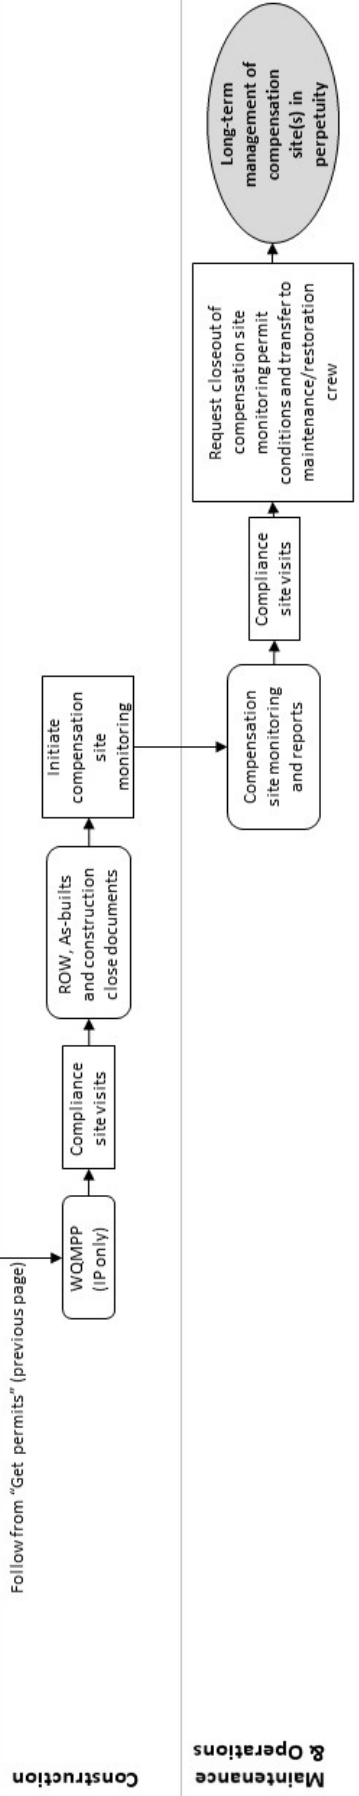 Follow from “Get permits” (previous page)
Construction
WQMPP
(IP only)
Compliance
site visits
ROW, As-builts
and construction
close documents
Initiate
compensation
site
monitoring
Maintenance
& Operations
Compensation
site monitoring
and reports
Compliance
site visits
Request closeout of
compensation site
monitoring permit
conditions and transfer to
maintenance/restoration
crew
Long-term
management of
compensation
site(s) in
perpetuity